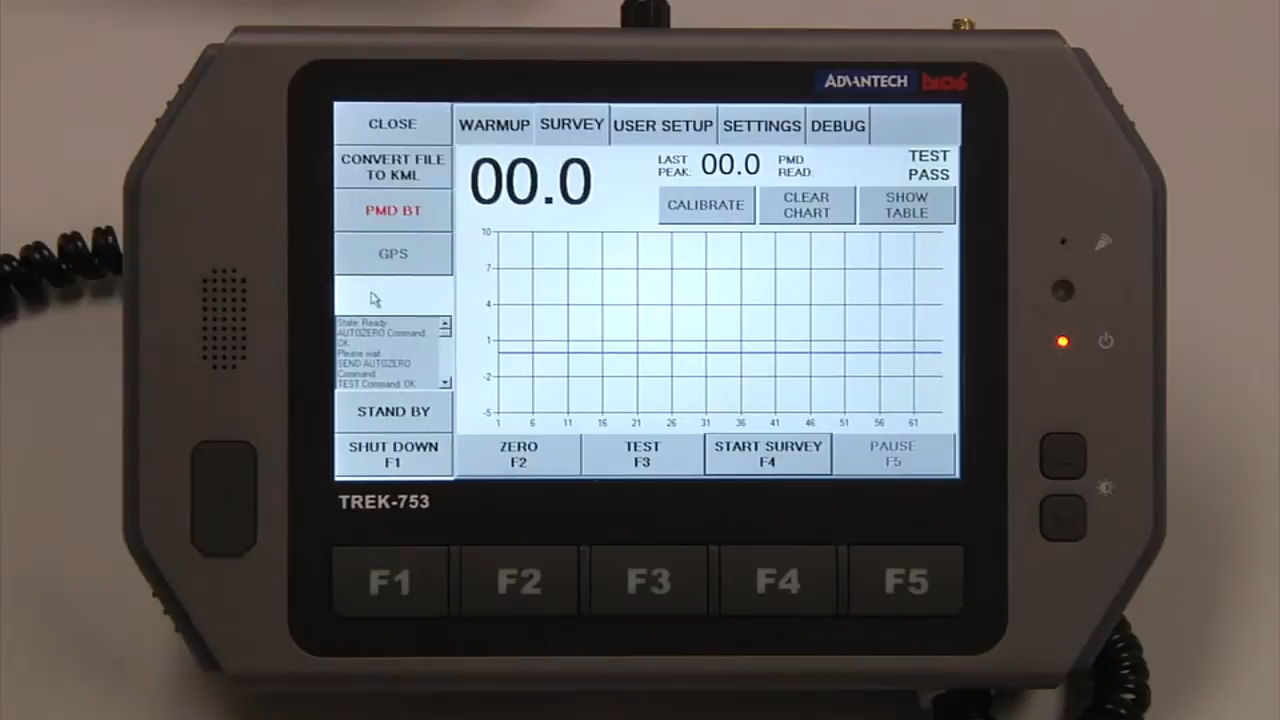 ADVANTECH DLOG
CLOSE
WARMUP SURVEY USER SETUP SETTINGS DEBUG
CONVERT FILE
TO KML
00.0
LAST
PEAK:
00.0
PMD
READ:
TEST
PASS
PMD BT
CALIBRATE
CLEAR
CHART
SHOW
TABLE
GPS
10
7
4
1
-2
-5
1 6 11 16 21 26 31 36 41 46 51 56 61
State: Ready
AUTOZERO Command:
OK
Please wait.
SEND AUTOZERO
Command
TEST Command: OK
STAND BY
SHUT DOWN
F1
ZERO
F2
TEST
F3
START SURVEY
F4
PAUSE
F5
TREK-753
F1 F2 F3 F4 F5